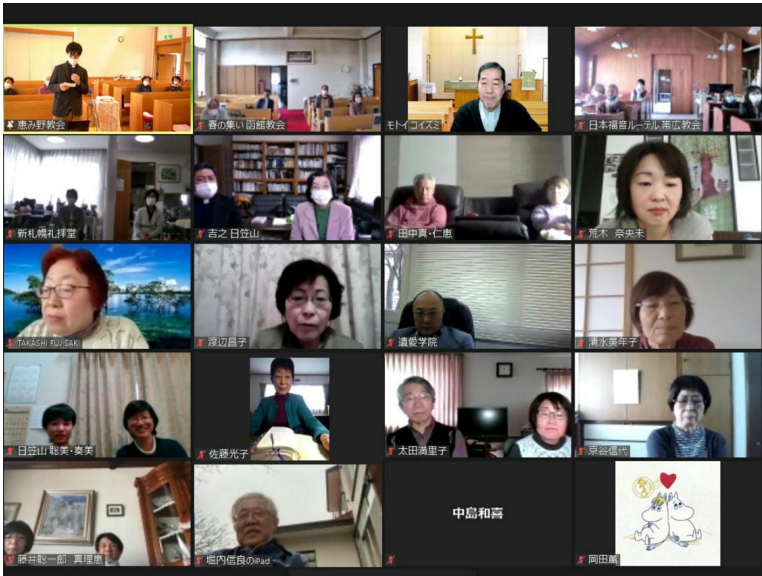 恵み野教会
春の集い 函館教会
モトイコイズミ
日本福音ルーテル 帯広教会
新札幌礼拝堂
吉之 日笠山
田中真・仁恵
荒木 奈央未
TAKASHI FUJISAKI
渡辺昌子
遺愛学院
清水美年子
日笠山 聡美・奏美
佐藤光子
太田満里子
京谷信代
藤井聡一郎 真理恵
堀内信良のiPad
中島和喜
岡田薫